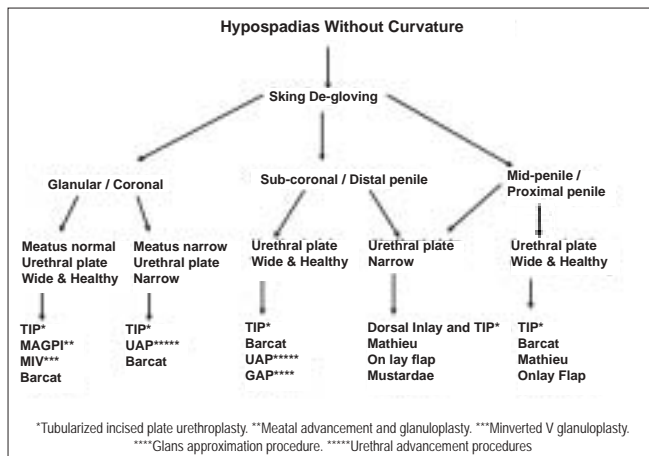 Hypospadias Without Curvature
Sking De-gloving
Glanular / Coronal
Sub-coronal / Distal penile
Mid-penile /
Proximal penile
Meatus normal
Urethral plate
Wide & Healthy
Meatus narrow
Urethral plate
Narrow
Urethral plate
Wide & Healthy
Urethral plate
Narrow
Urethral plate
Wide & Healthy
TIP*
MAGPI**
MIV***
Barcat
TIP*
UAP*****
Barcat
TIP*
Barcat
UAP*****
GAP****
Dorsal Inlay and TIP*
Mathieu
On lay flap
Mustardae
TIP*
Barcat
Mathieu
Onlay Flap
*Tubularized incised plate urethroplasty. **Meatal advancement and glanuloplasty. ***Minverted V glanuloplasty.
****Glans approximation procedure. *****Urethral advancement procedures